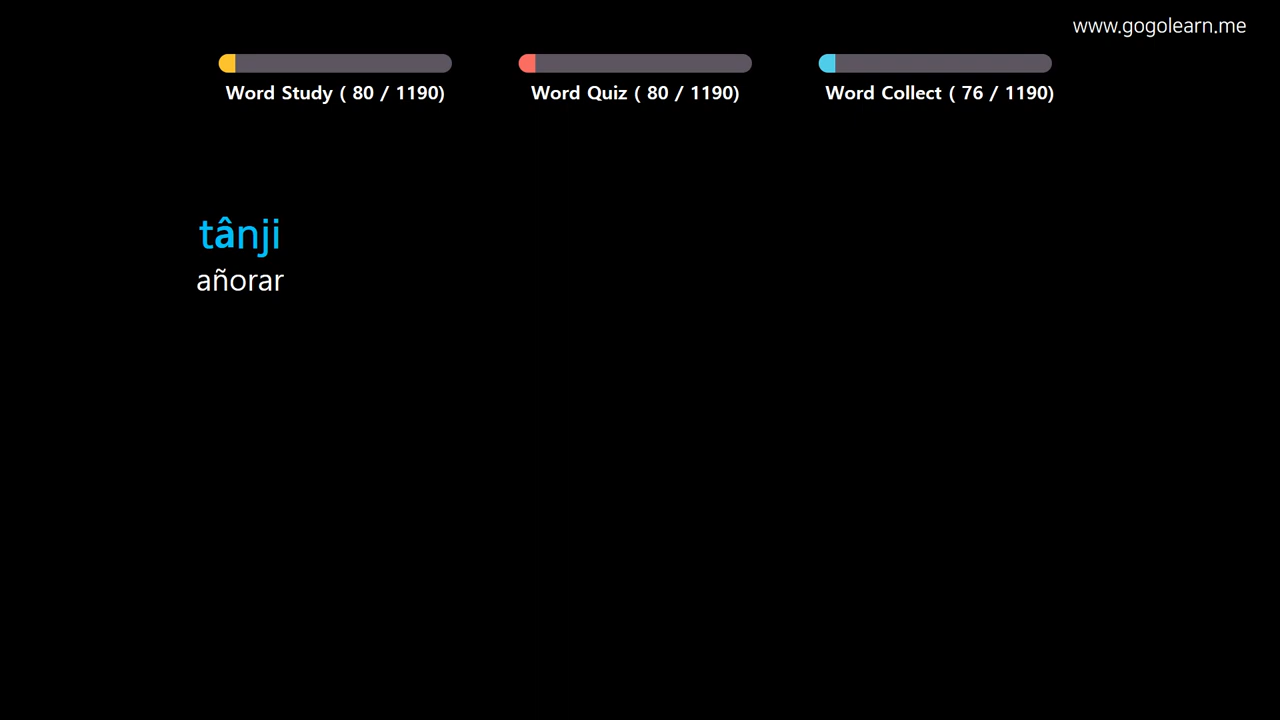 www.gogolearn.me
Word Study ( 80 / 1190)
Word Quiz ( 80 / 1190)
Word Collect ( 76 / 1190)
tânji
añorar